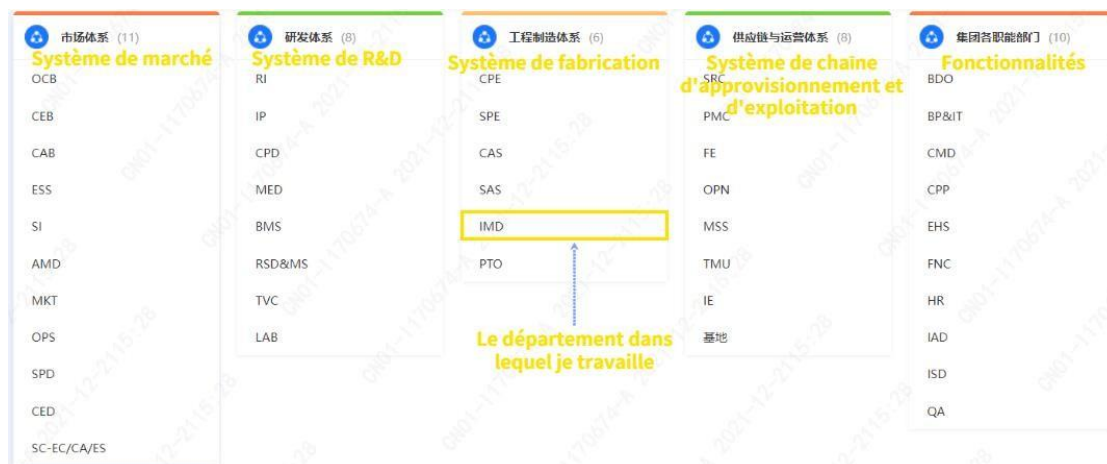 市场体系 (11)
Système de marché
OCB
CEB
CAB
ESS
SI
AMD
MKT
OPS
SPD
CED
SC-EC/CA/ES
研发体系 (8)
Système de R&D
RI
IP
CPD
MED
BMS
RSD&MS
TVC
LAB
工程制造体系 (6)
Système de fabrication
CPE
SPE
CAS
SAS
IMD
PTO
Le département dans
lequel je travaille
供应链与运营体系 (8)
Système de chaîne
d'approvisionnement et
d'exploitation
SRC
PMC
FE
OPN
MSS
TMU
IE
基地
集团各职能部门 (10)
Fonctionnalités
BDO
BP&IT
CMD
CPP
EHS
FNC
HR
IAD
ISD
QA